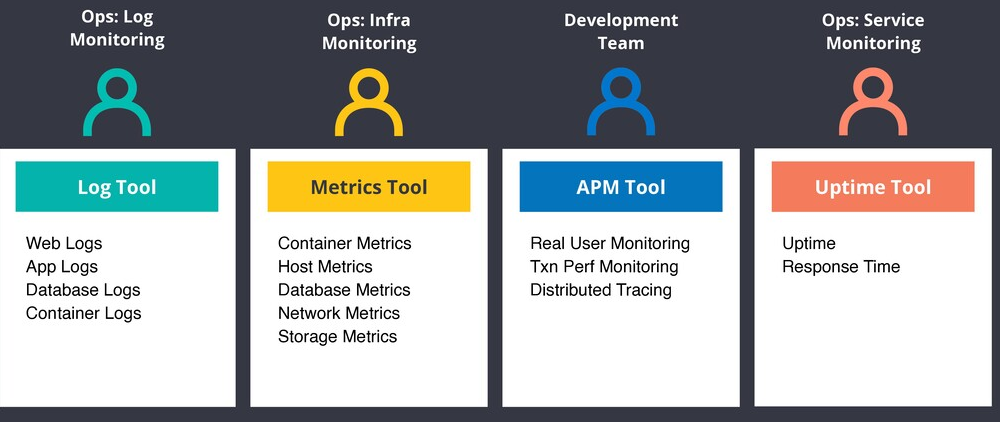 Ops: Log
Monitoring
Ops: Infra
Monitoring
Development
Team
Ops: Service
Monitoring
Log Tool
Web Logs
App Logs
Database Logs
Container Logs
Metrics Tool
Container Metrics
Host Metrics
Database Metrics
Network Metrics
Storage Metrics
APM Tool
Real User Monitoring
Txn Perf Monitoring
Distributed Tracing
Uptime Tool
Uptime
Response Time